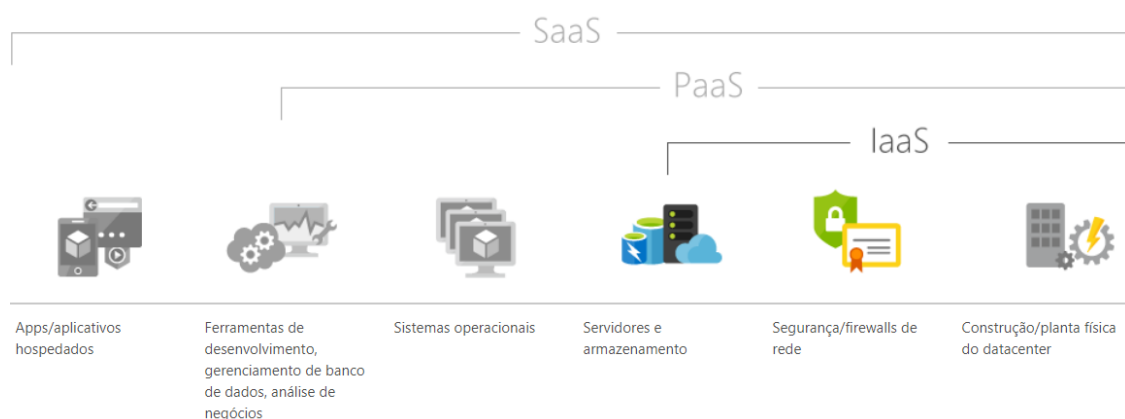 SaaS
PaaS
IaaS
Apps/aplicativos
hospedados
Ferramentas de
desenvolvimento,
gerenciamento de banco
de dados, análise de
negócios
Sistemas operacionais
Servidores e
armazenamento
Segurança/firewalls de
rede
Construção/planta física
do datacenter